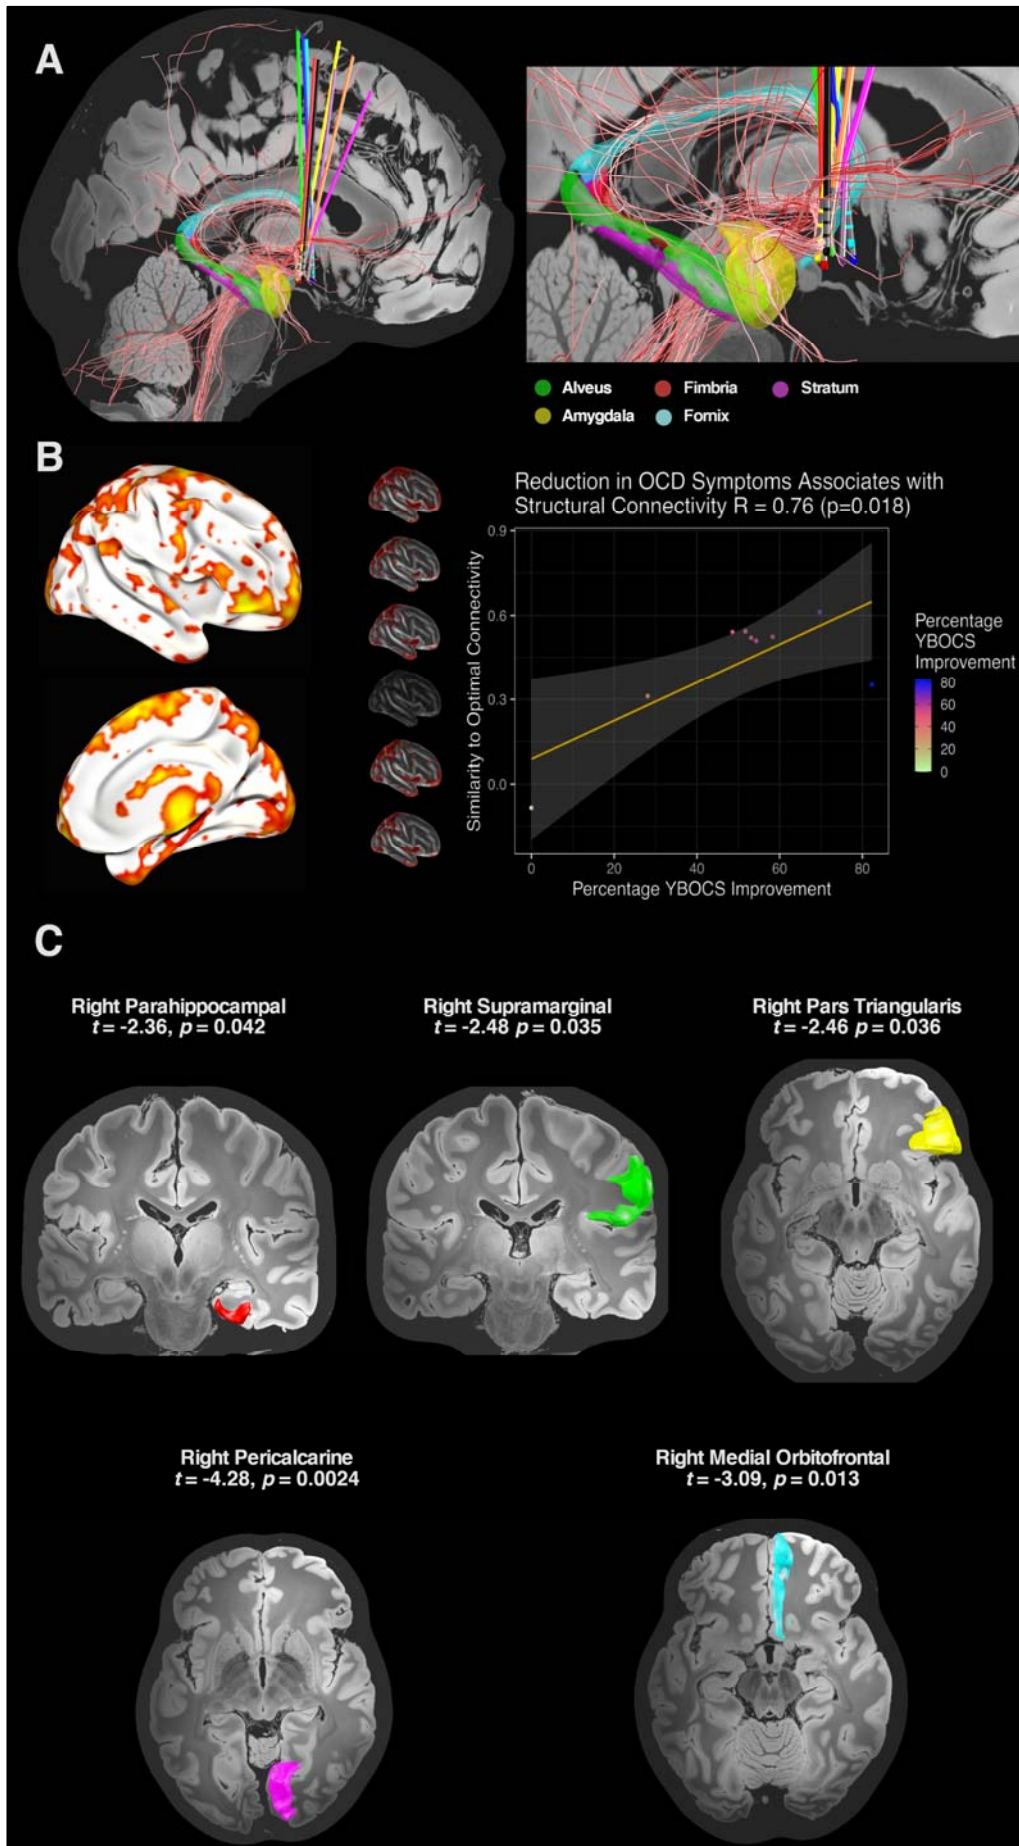 A
Alveus
Fimbria
Stratum
Amygdala
Fornix
B
Reduction in OCD Symptoms Associates with
Structural Connectivity R = 0.76 (p=0.018)
Similarity to Optimal Connectivity
0.9
0.6
0.3
0.0
0
20
40
60
80
Percentage YBOCS Improvement
Percentage
YBOCS
Improvement
80
60
40
20
0
C
Right Parahippocampal
t = -2.36, p = 0.042
Right Supramarginal
t = -2.48 p = 0.035
Right Pars Triangularis
t = -2.46 p = 0.036
Right Pericalcarine
t = -4.28, p = 0.0024
Right Medial Orbitofrontal
t = -3.09, p = 0.013